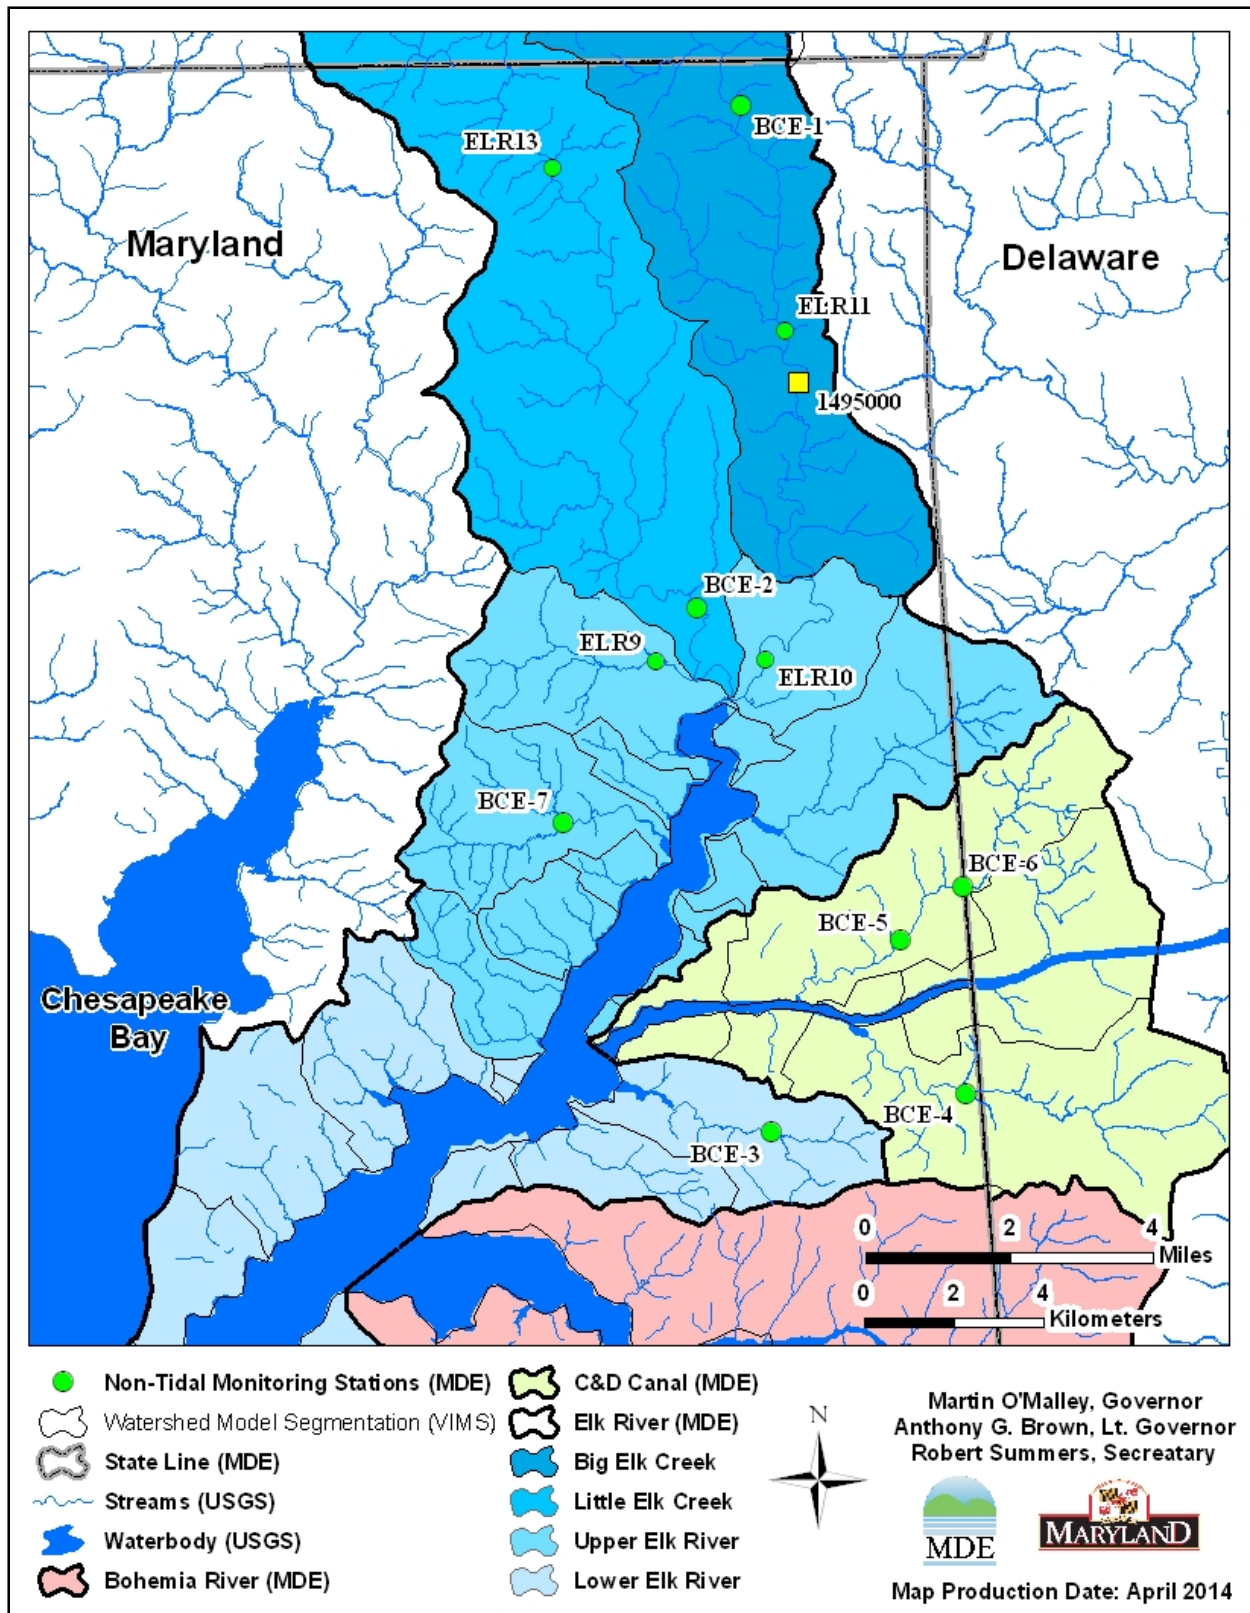 BCE-1
ELR13
Maryland
Delaware
ELR11
1495000
BCE-2
ELR9
ELR10
BCE-7
BCE-6
BCE-5
Chesapeake
Bay
BCE-4
BCE-3
0 2 4
Miles
0 2 4
Kilometers
Non-Tidal Monitoring Stations (MDE)
Watershed Model Segmentation (VIMS)
State Line (MDE)
Streams (USGS)
Waterbody (USGS)
Bohemia River (MDE)
C&D Canal (MDE)
Elk River (MDE)
Big Elk Creek
Little Elk Creek
Upper Elk River
Lower Elk River
N
Martin O'Malley, Governor
Anthony G. Brown, Lt. Governor
Robert Summers, Secreatary
MDE
MARYLAND
Map Production Date: April 2014